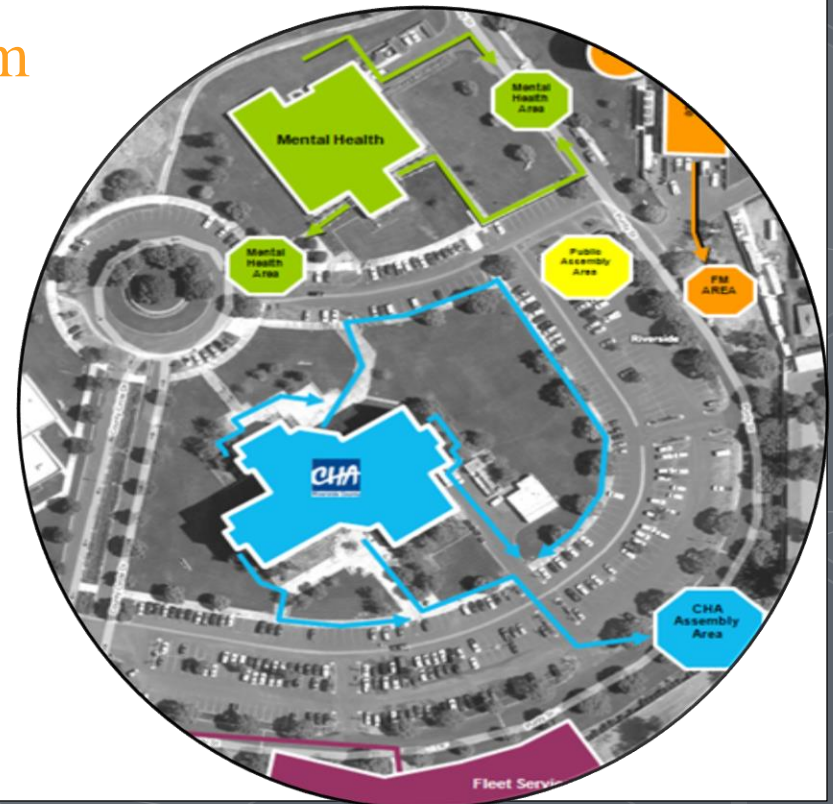 m
Mental
Health
Area
Mental Health
Mental
Health
Area
Public
Assembly
Area
FM
AREA
Riverside
CHA
CHA
Assembly
Area
Fleet Servic